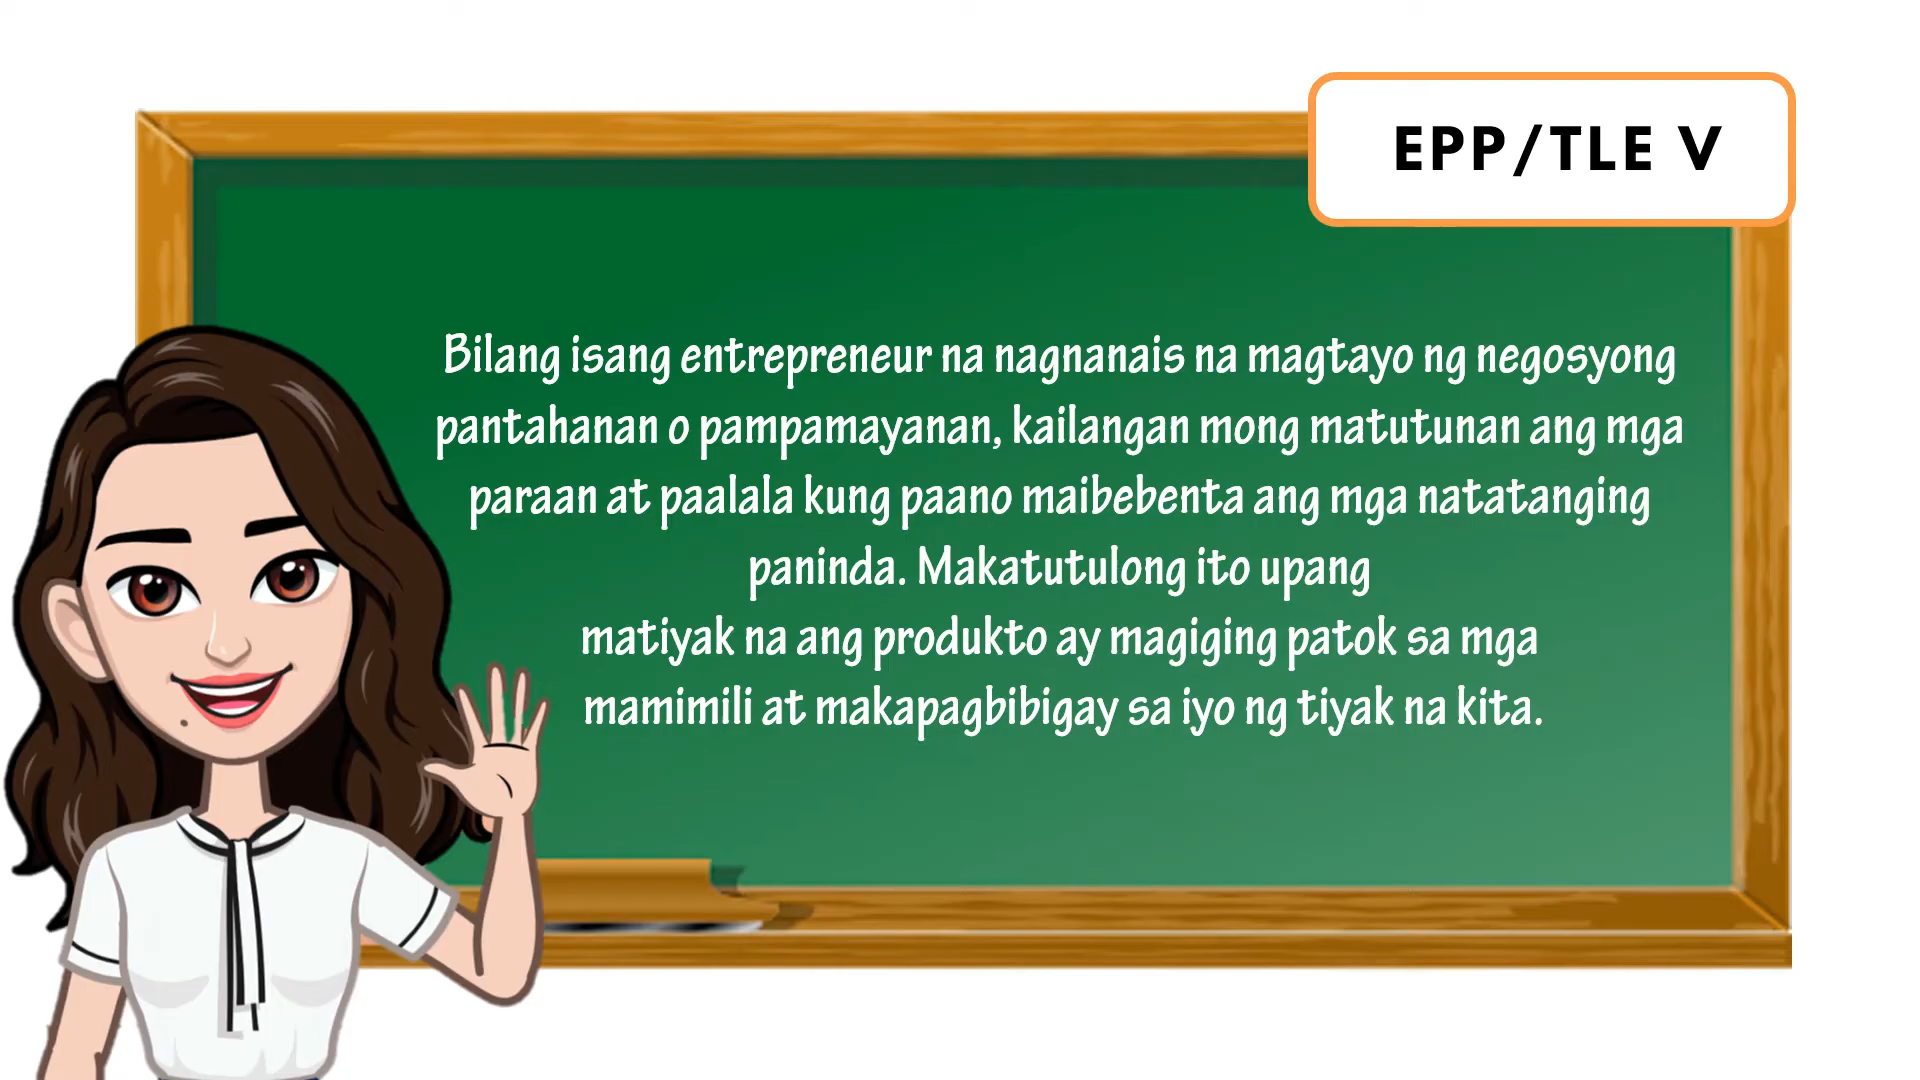 EPP/TLE V
Bilang isang entrepreneur na nagnanais na magtayo ng negosyong
pantahanan o pampamayanan, kailangan mong matutunan ang mga
paraan at paalala kung paano maibebenta ang mga natatanging
paninda. Makatutulong ito upang
matiyak na ang produkto ay magiging patok sa mga
mamimili at makapagbibigay sa iyo ng tiyak na kita.